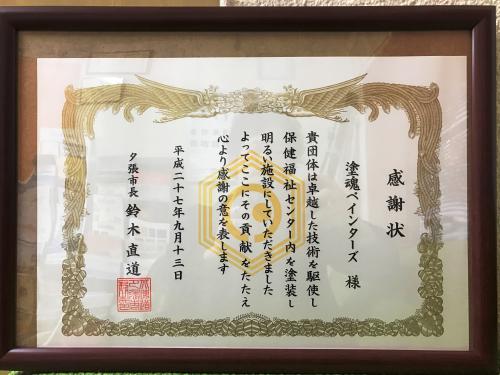 感謝状
塗魂ペインターズ 様
貴団体は卓越した技術を駆使し
保健福祉センター内を塗装し
明るい施設にしていただきました
よってここにその貢献をたたえ
心より感謝の意を表します
平成二十七年九月十三日
夕張市長 鈴木直道